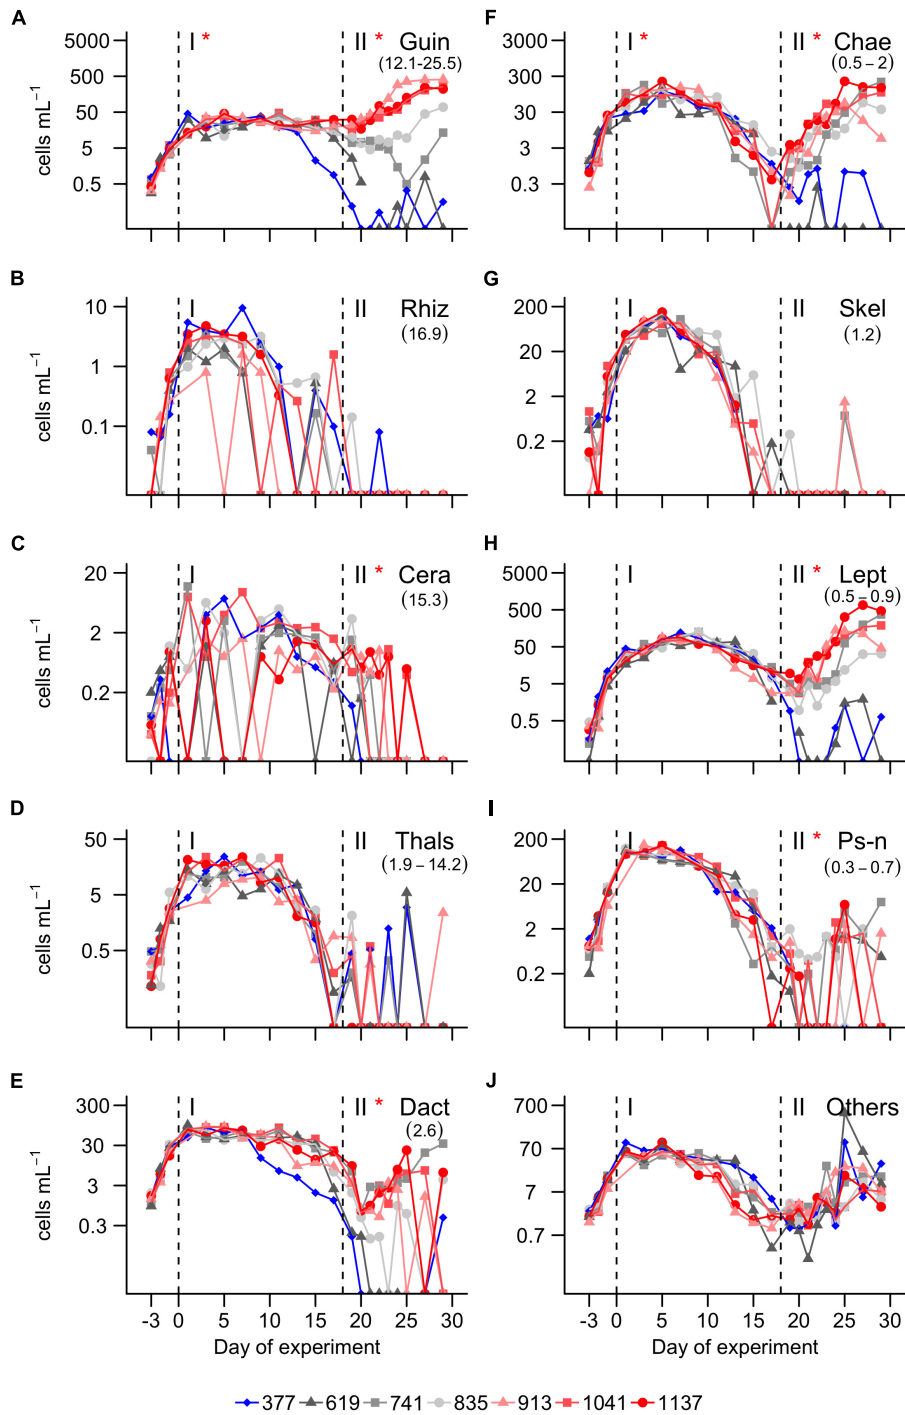 A
I *
II * Guin
(12.1-25.5)
5000
500
50
5
0.5
cells mL⁻¹
F
I *
II * Chae
(0.5 – 2)
3000
300
30
3
0.3
B
I
II Rhiz
(16.9)
10
1
0.1
cells mL⁻¹
G
I
II Skel
(1.2)
200
20
2
0.2
C
I
II * Cera
(15.3)
20
2
0.2
cells mL⁻¹
H
I
II * Lept
(0.5 – 0.9)
5000
500
50
5
0.5
D
I
II Thals
(1.9 – 14.2)
50
5
0.5
cells mL⁻¹
I
I
II * Ps-n
(0.3 – 0.7)
200
20
2
0.2
E
I
II * Dact
(2.6)
300
30
3
0.3
cells mL⁻¹
-3 0 5 10 15 20 25 30
Day of experiment
J
I
II Others
700
70
7
0.7
-3 0 5 10 15 20 25 30
Day of experiment
377 619 741 835 913 1041 1137